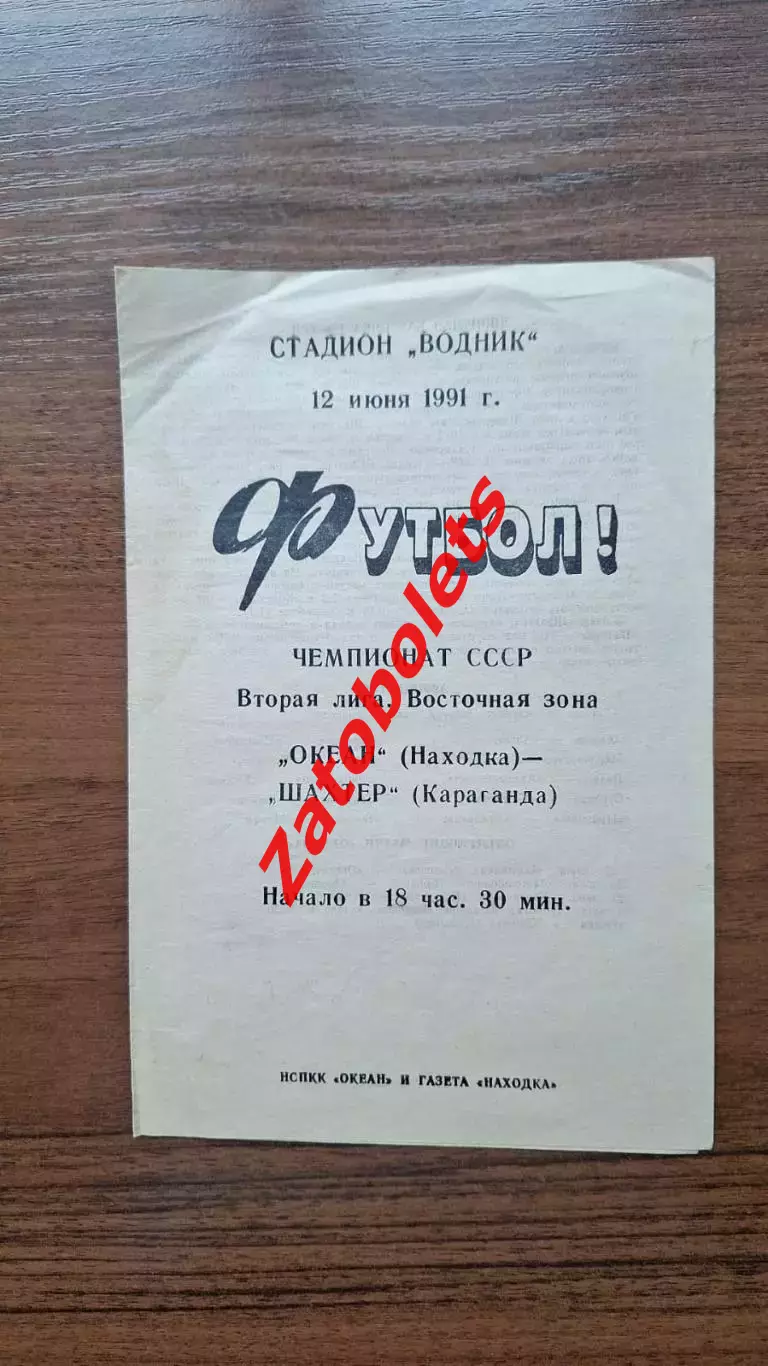 СТАДИОН „ВОДНИК“
12 июня 1991 г.
ФУТБОЛ!
ЧЕМПИОНАТ СССР
Вторая лига. Восточная зона
„ОКЕАН“ (Находка)—
„ШАХТЕР“ (Караганда)
Начало в 18 час. 30 мин.
НСПКК «ОКЕАН» И ГАЗЕТА «НАХОДКА»
Zatobolets